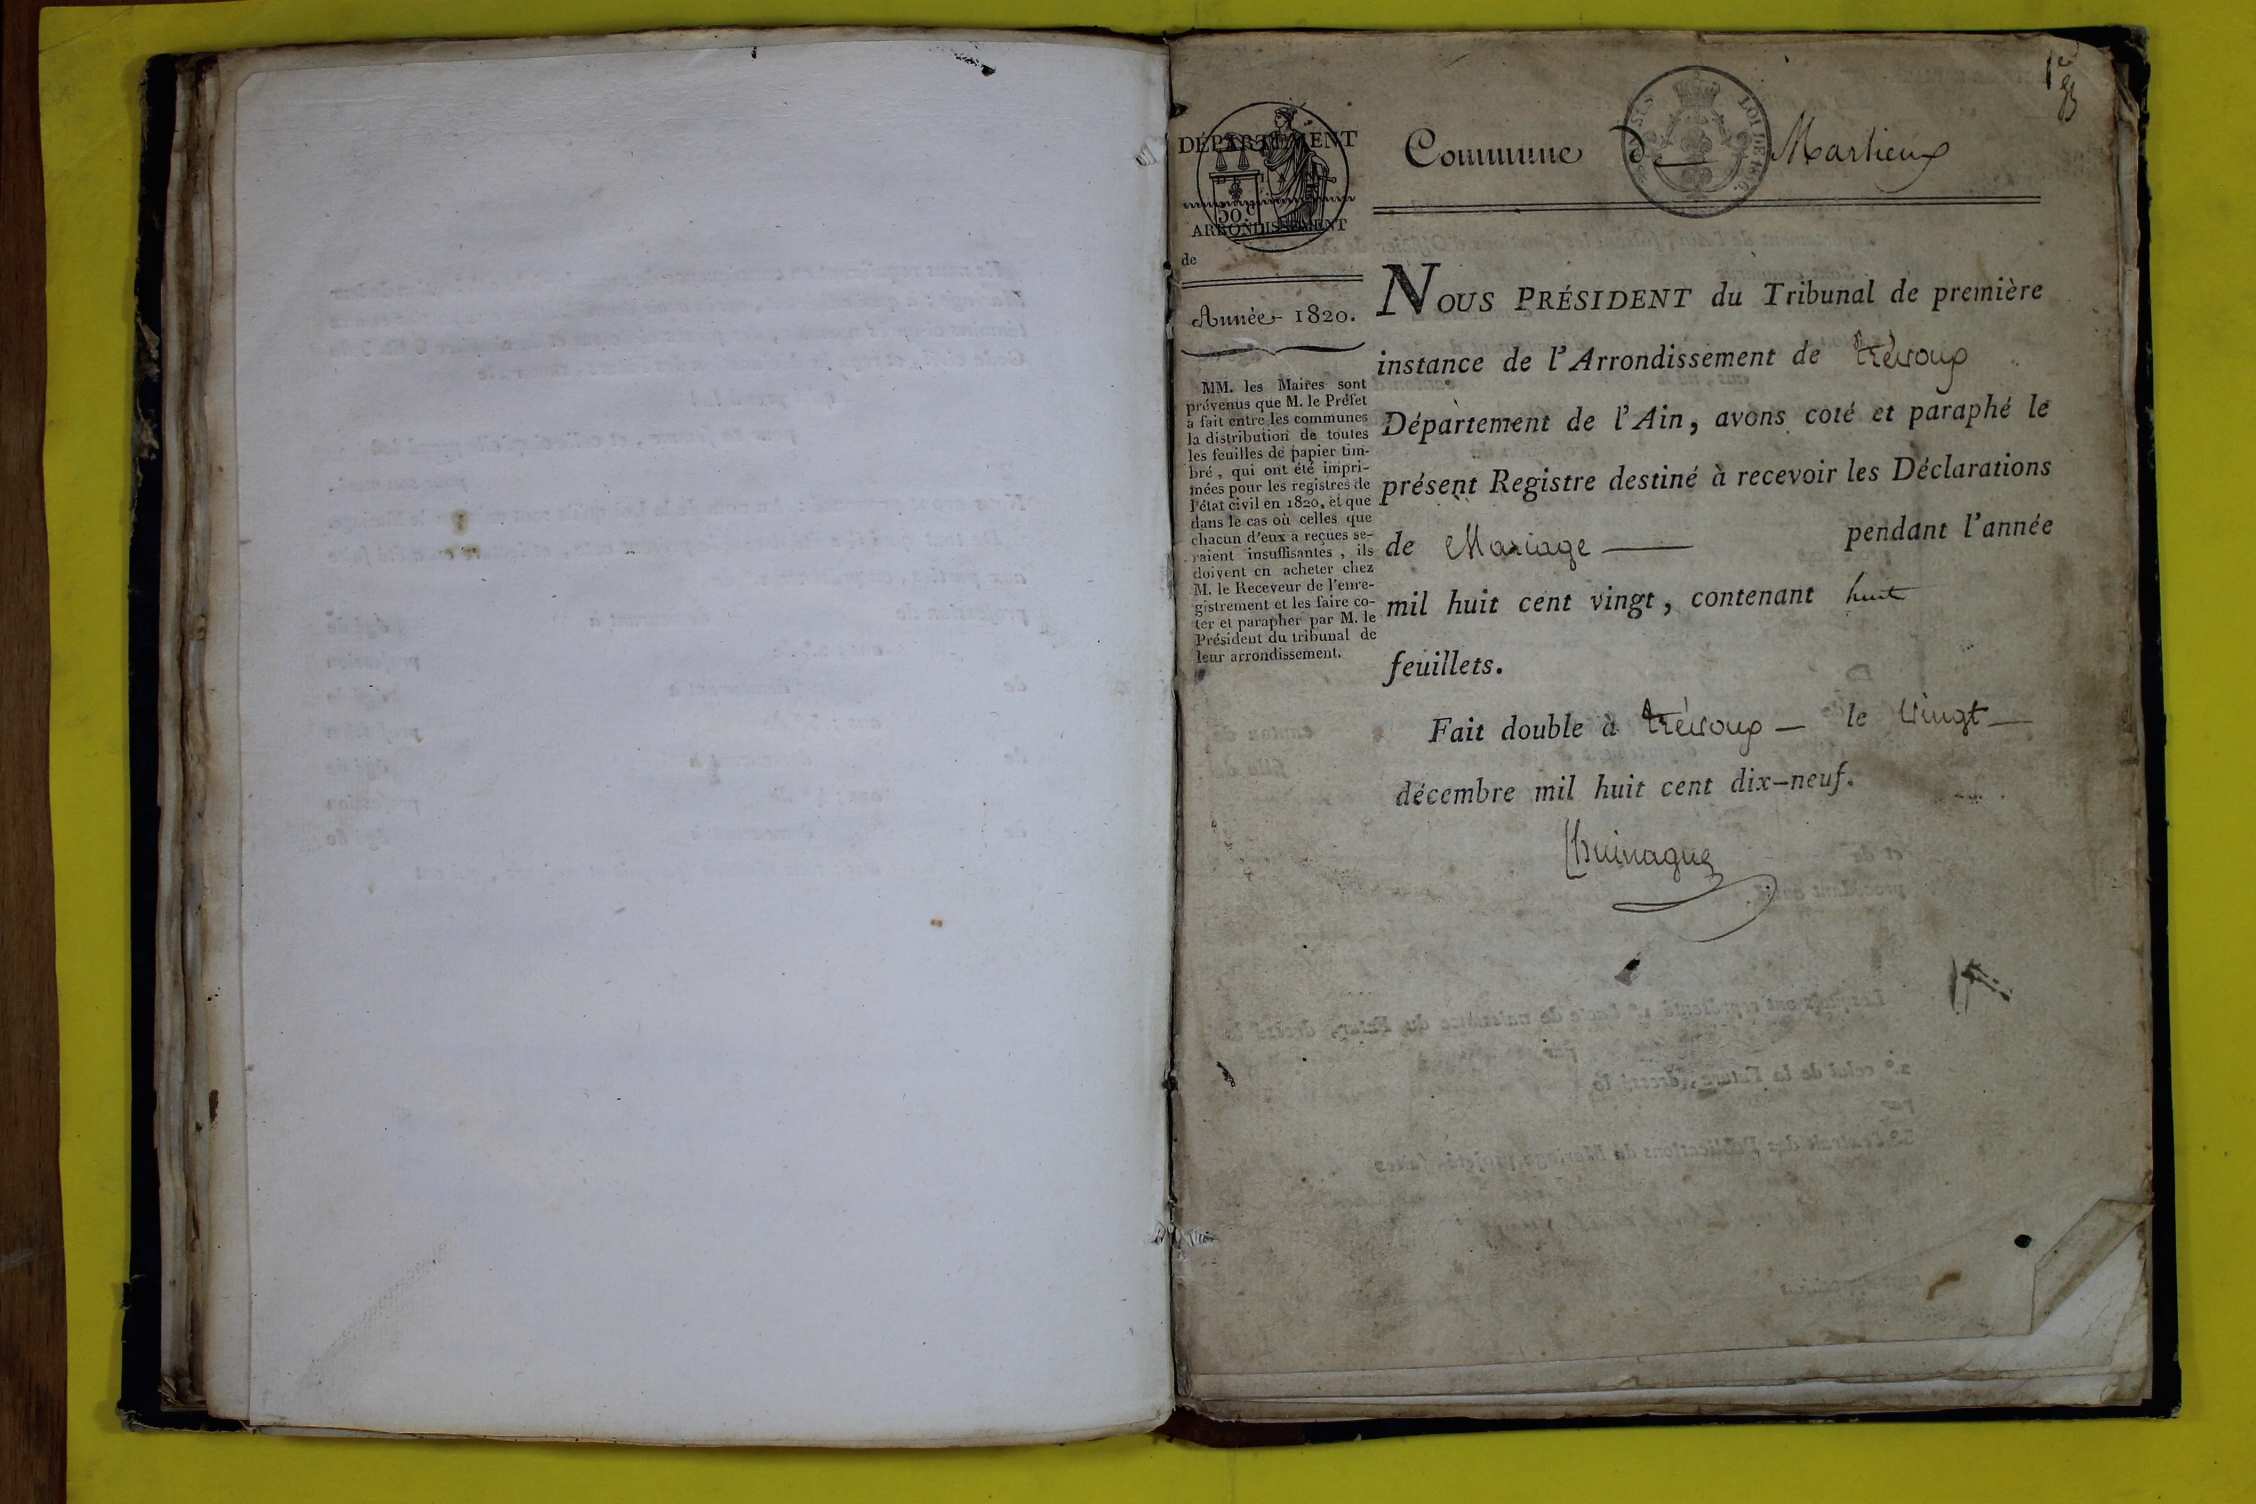 1er
DÉPARTEMENT
DE L'AIN
50 C
ARRONDISSEMENT
de
Année 1820.
MM. les Maires sont
prévenus que M. le Préfet
a fait entre les communes
la distribution de toutes
les feuilles de papier tim-
bré, qui ont été impri-
mées pour les registres de
l'état civil en 1820, et que
dans le cas où celles que
chacun d'eux a reçues se-
raient insuffisantes, ils
doivent en acheter chez
M. le Receveur de l'enre-
gistrement et les faire co-
ter et parapher par M. le
Président du tribunal de
leur arrondissement.
Commune d Marlieux
LOI DE 1816
NOUS PRÉSIDENT du Tribunal de première
instance de l'Arrondissement de trévoux
Département de l'Ain, avons coté et paraphé le
présent Registre destiné à recevoir les Déclarations
de Mariage — pendant l'année
mil huit cent vingt, contenant huit
feuillets.
Fait double à trévoux — le vingt —
décembre mil huit cent dix-neuf.